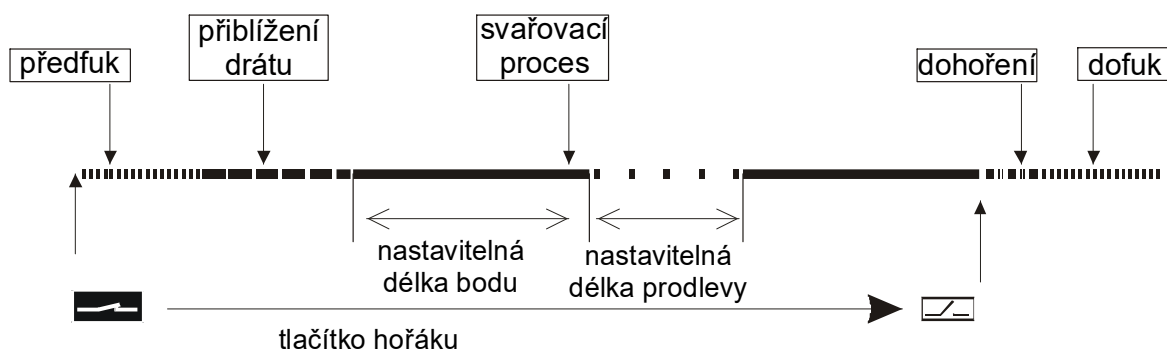 předfuk
přiblížení
drátu
svařovací
proces
dohoření
dofuk
nastavitelná
délka bodu
nastavitelná
délka prodlevy
tlačítko hořáku